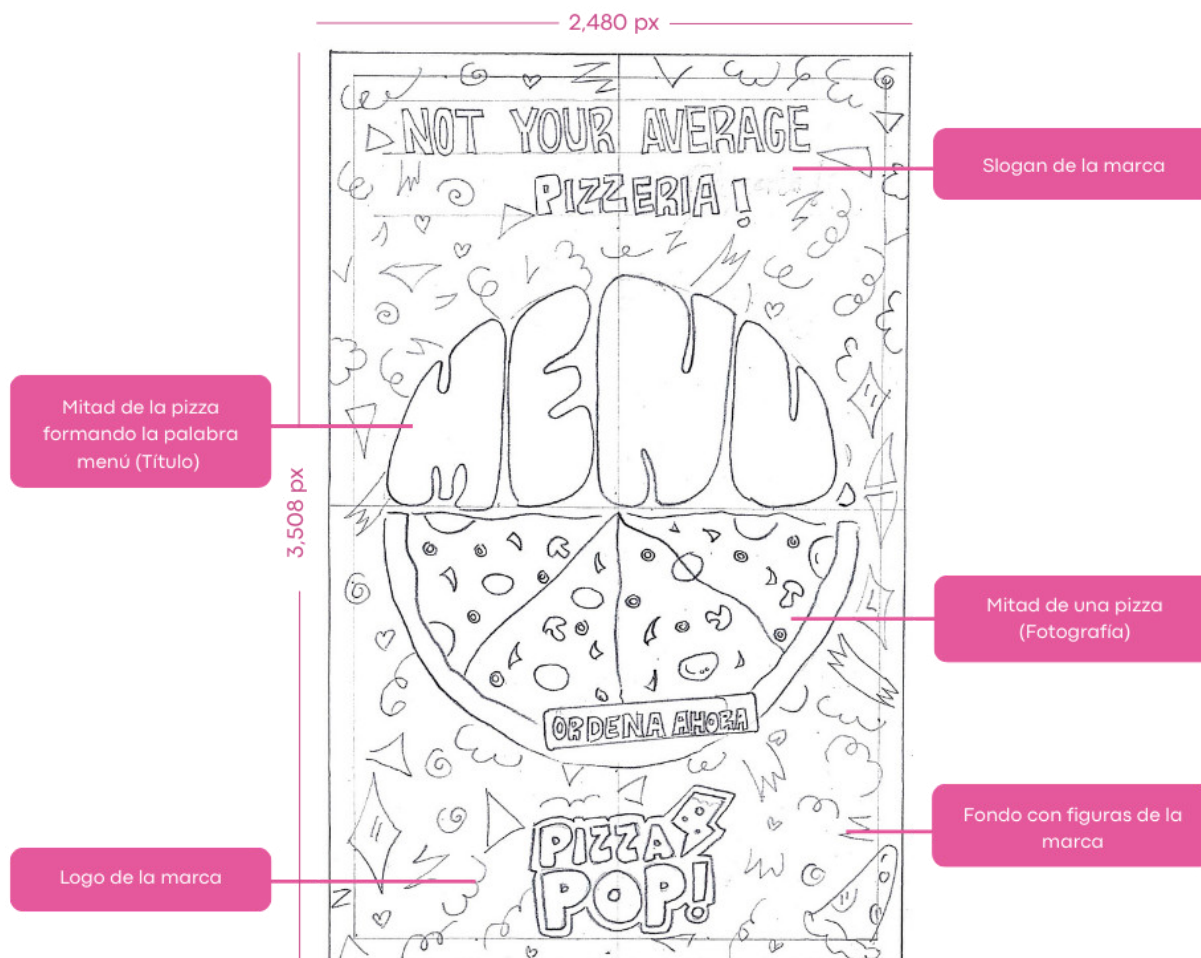 2,480 px
NOT YOUR AVERAGE
PIZZERIA!
Slogan de la marca
MENU
Mitad de la pizza
formando la palabra
menú (Título)
3,508 px
Mitad de una pizza
(Fotografía)
ORDENA AHORA
Fondo con figuras de la
marca
PIZZA
POP!
Logo de la marca